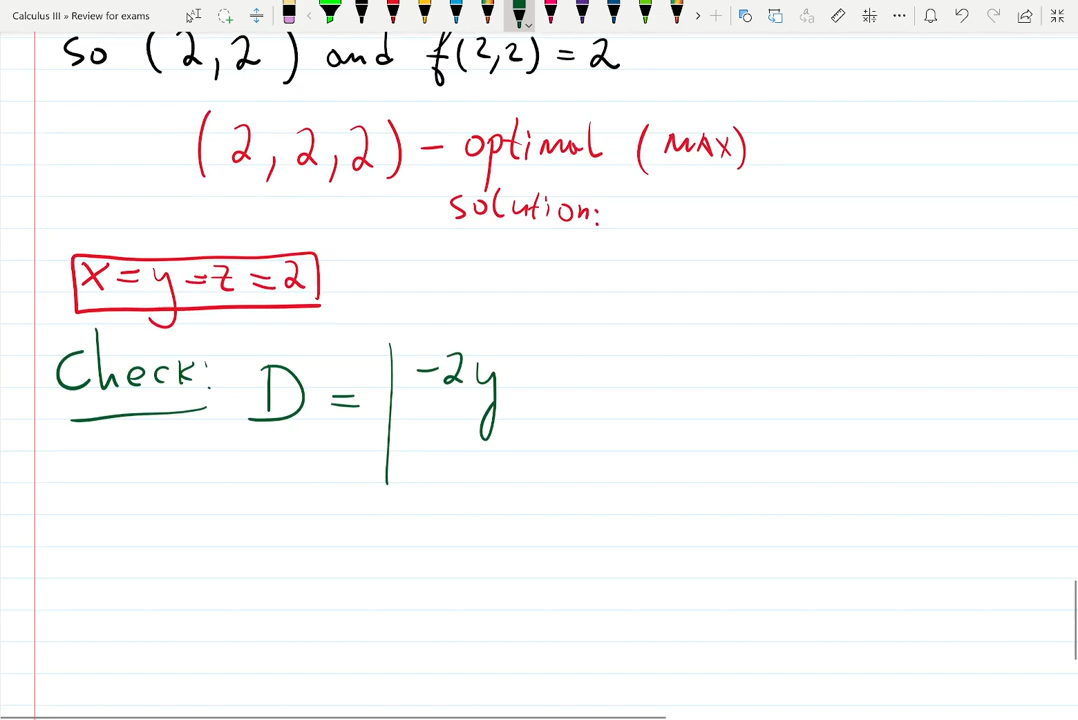 Calculus III » Review for exams
so (2,2) and f(2,2) = 2
(2,2,2) – optimal (MAX)
solution:
x=y=z=2
Check: D = | -2y